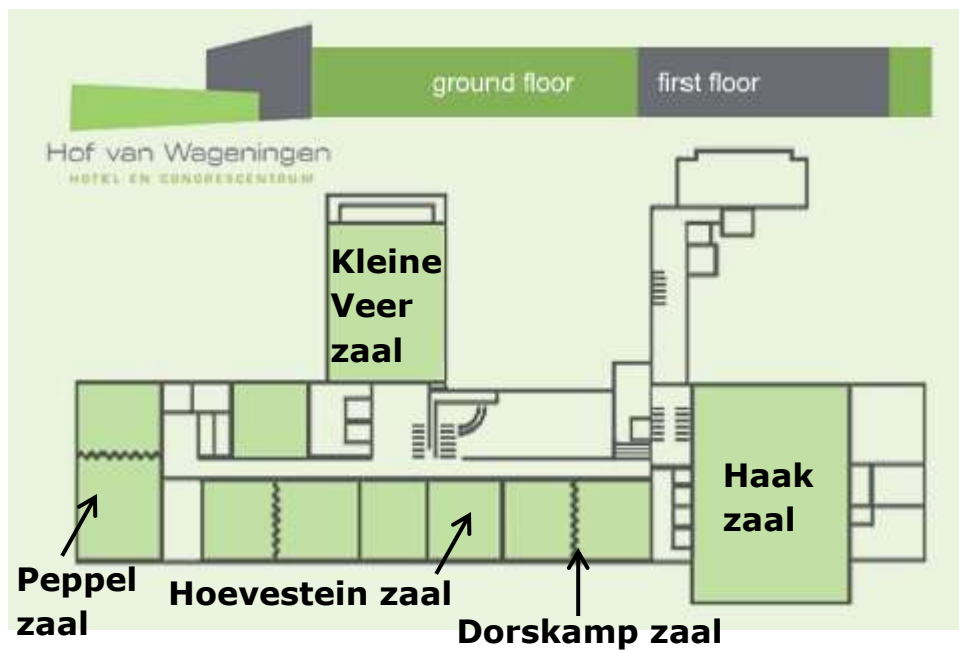 ground floor
first floor
Hof van Wageningen
HOTEL EN CONGRESCENTRUM
Kleine
Veer
zaal
Haak
zaal
Peppel
zaal
Hoevestein zaal
Dorskamp zaal